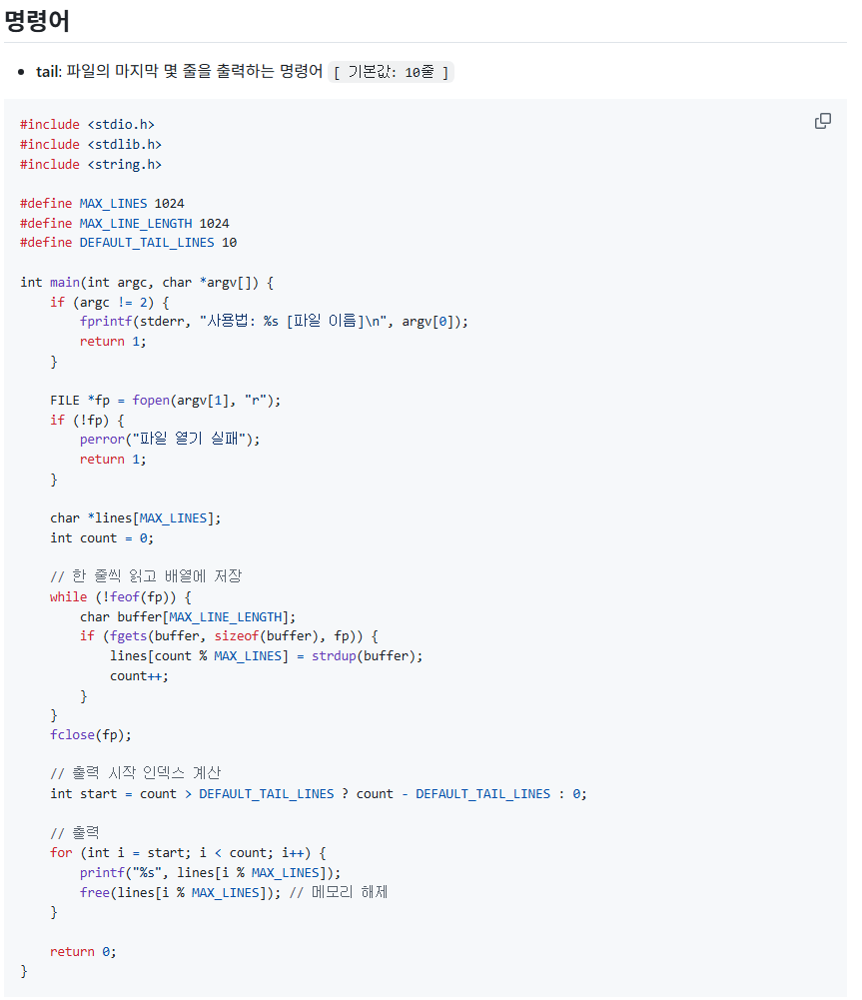 명령어
• tail: 파일의 마지막 몇 줄을 출력하는 명령어 [ 기본값: 10줄 ]
#include <stdio.h>
#include <stdlib.h>
#include <string.h>
#define MAX_LINES 1024
#define MAX_LINE_LENGTH 1024
#define DEFAULT_TAIL_LINES 10
int main(int argc, char *argv[]) {
    if (argc != 2) {
        fprintf(stderr, "사용법: %s [파일 이름]\n", argv[0]);
        return 1;
    }
    FILE *fp = fopen(argv[1], "r");
    if (!fp) {
        perror("파일 열기 실패");
        return 1;
    }
    char *lines[MAX_LINES];
    int count = 0;
    // 한 줄씩 읽고 배열에 저장
    while (!feof(fp)) {
        char buffer[MAX_LINE_LENGTH];
        if (fgets(buffer, sizeof(buffer), fp)) {
            lines[count % MAX_LINES] = strdup(buffer);
            count++;
        }
    }
    fclose(fp);
    // 출력 시작 인덱스 계산
    int start = count > DEFAULT_TAIL_LINES ? count - DEFAULT_TAIL_LINES : 0;
    // 출력
    for (int i = start; i < count; i++) {
        printf("%s", lines[i % MAX_LINES]);
        free(lines[i % MAX_LINES]); // 메모리 해제
    }
    return 0;
}